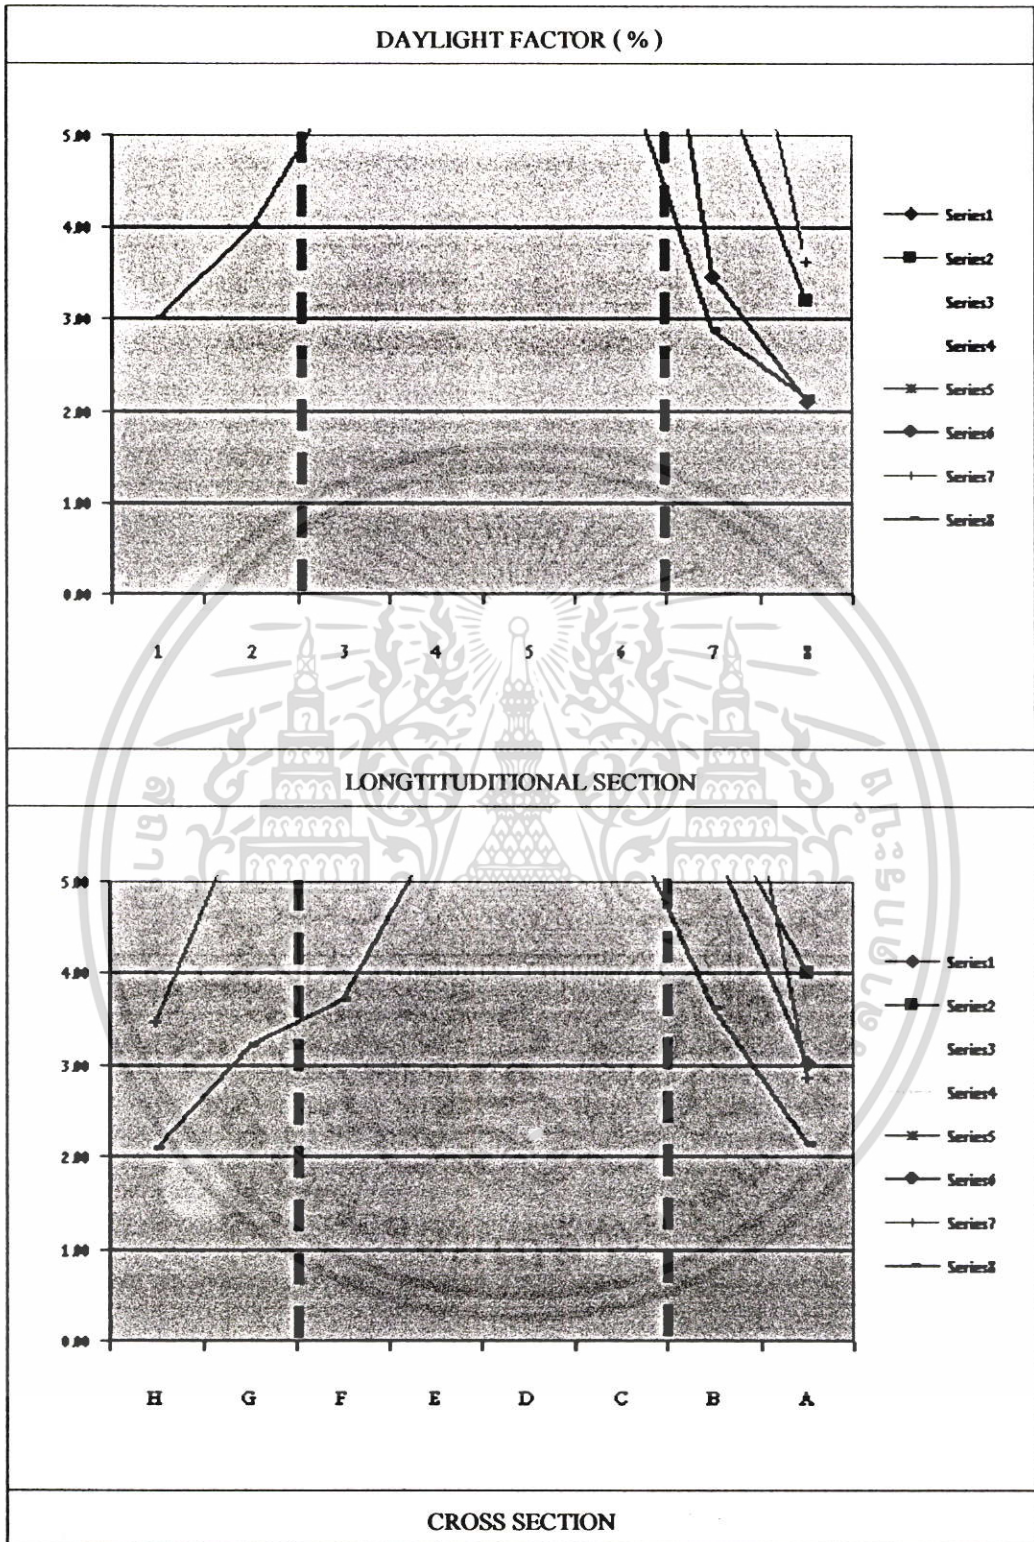 DAYLIGHT FACTOR ( % )
5.00
4.00
3.00
2.00
1.00
0.00
1 2 3 4 5 6 7 8
Series1
Series2
Series3
Series4
Series5
Series6
Series7
Series8
LONGTITUDITIONAL SECTION
5.00
4.00
3.00
2.00
1.00
0.00
H G F E D C B A
Series1
Series2
Series3
Series4
Series5
Series6
Series7
Series8
CROSS SECTION